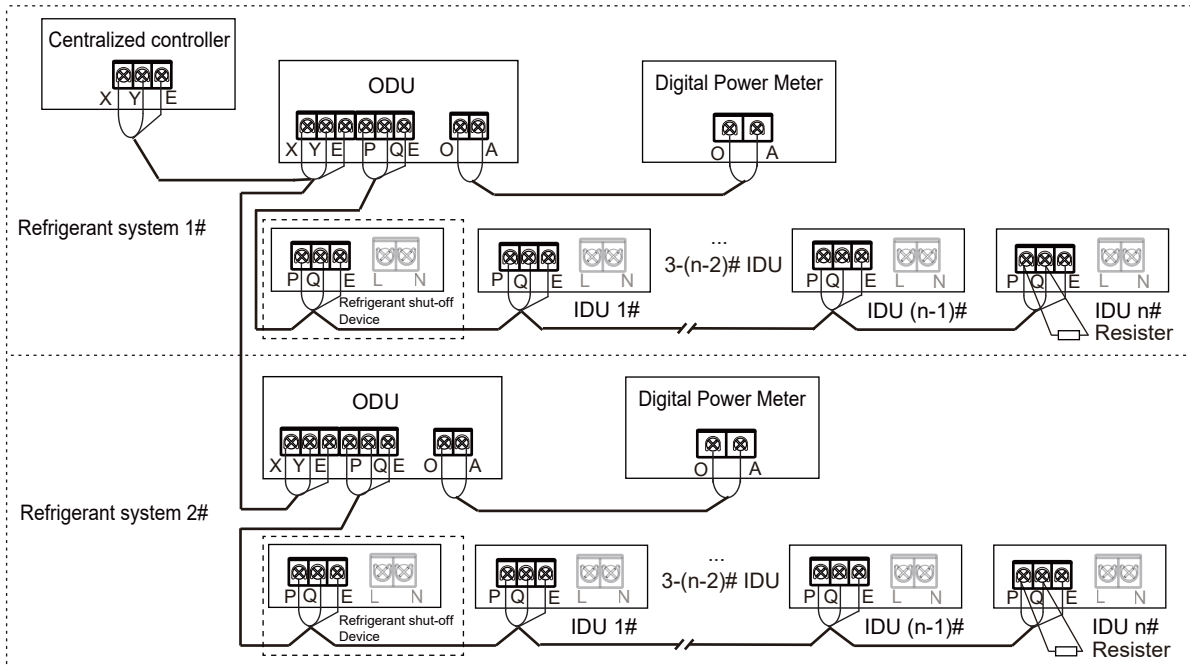 Centralized controller
X Y E
ODU
X Y E P Q E O A
Digital Power Meter
O A
Refrigerant system 1#
P Q E L N
Refrigerant shut-off
Device
P Q E L N
IDU 1#
...
3-(n-2)# IDU
P Q E L N
IDU (n-1)#
P Q E L N
IDU n#
Resister
ODU
X Y E P Q E O A
Digital Power Meter
O A
Refrigerant system 2#
P Q E L N
Refrigerant shut-off
Device
P Q E L N
IDU 1#
...
3-(n-2)# IDU
P Q E L N
IDU (n-1)#
P Q E L N
IDU n#
Resister